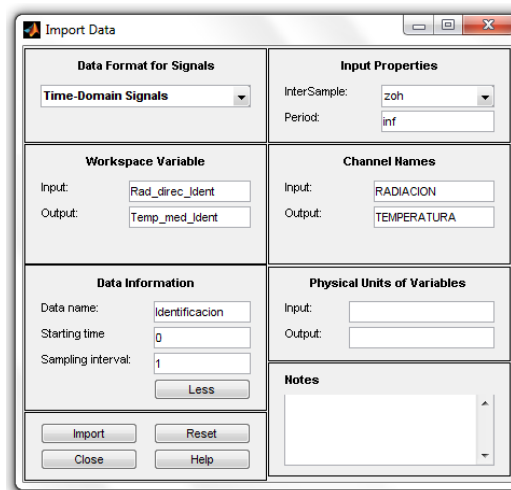 Import Data
Data Format for Signals
Time-Domain Signals
Workspace Variable
Input: Rad_direc_Ident
Output: Temp_med_Ident
Data Information
Data name: Identificacion
Starting time 0
Sampling interval: 1
Less
Import Reset
Close Help
Input Properties
InterSample: zoh
Period: inf
Channel Names
Input: RADIACION
Output: TEMPERATURA
Physical Units of Variables
Input:
Output:
Notes